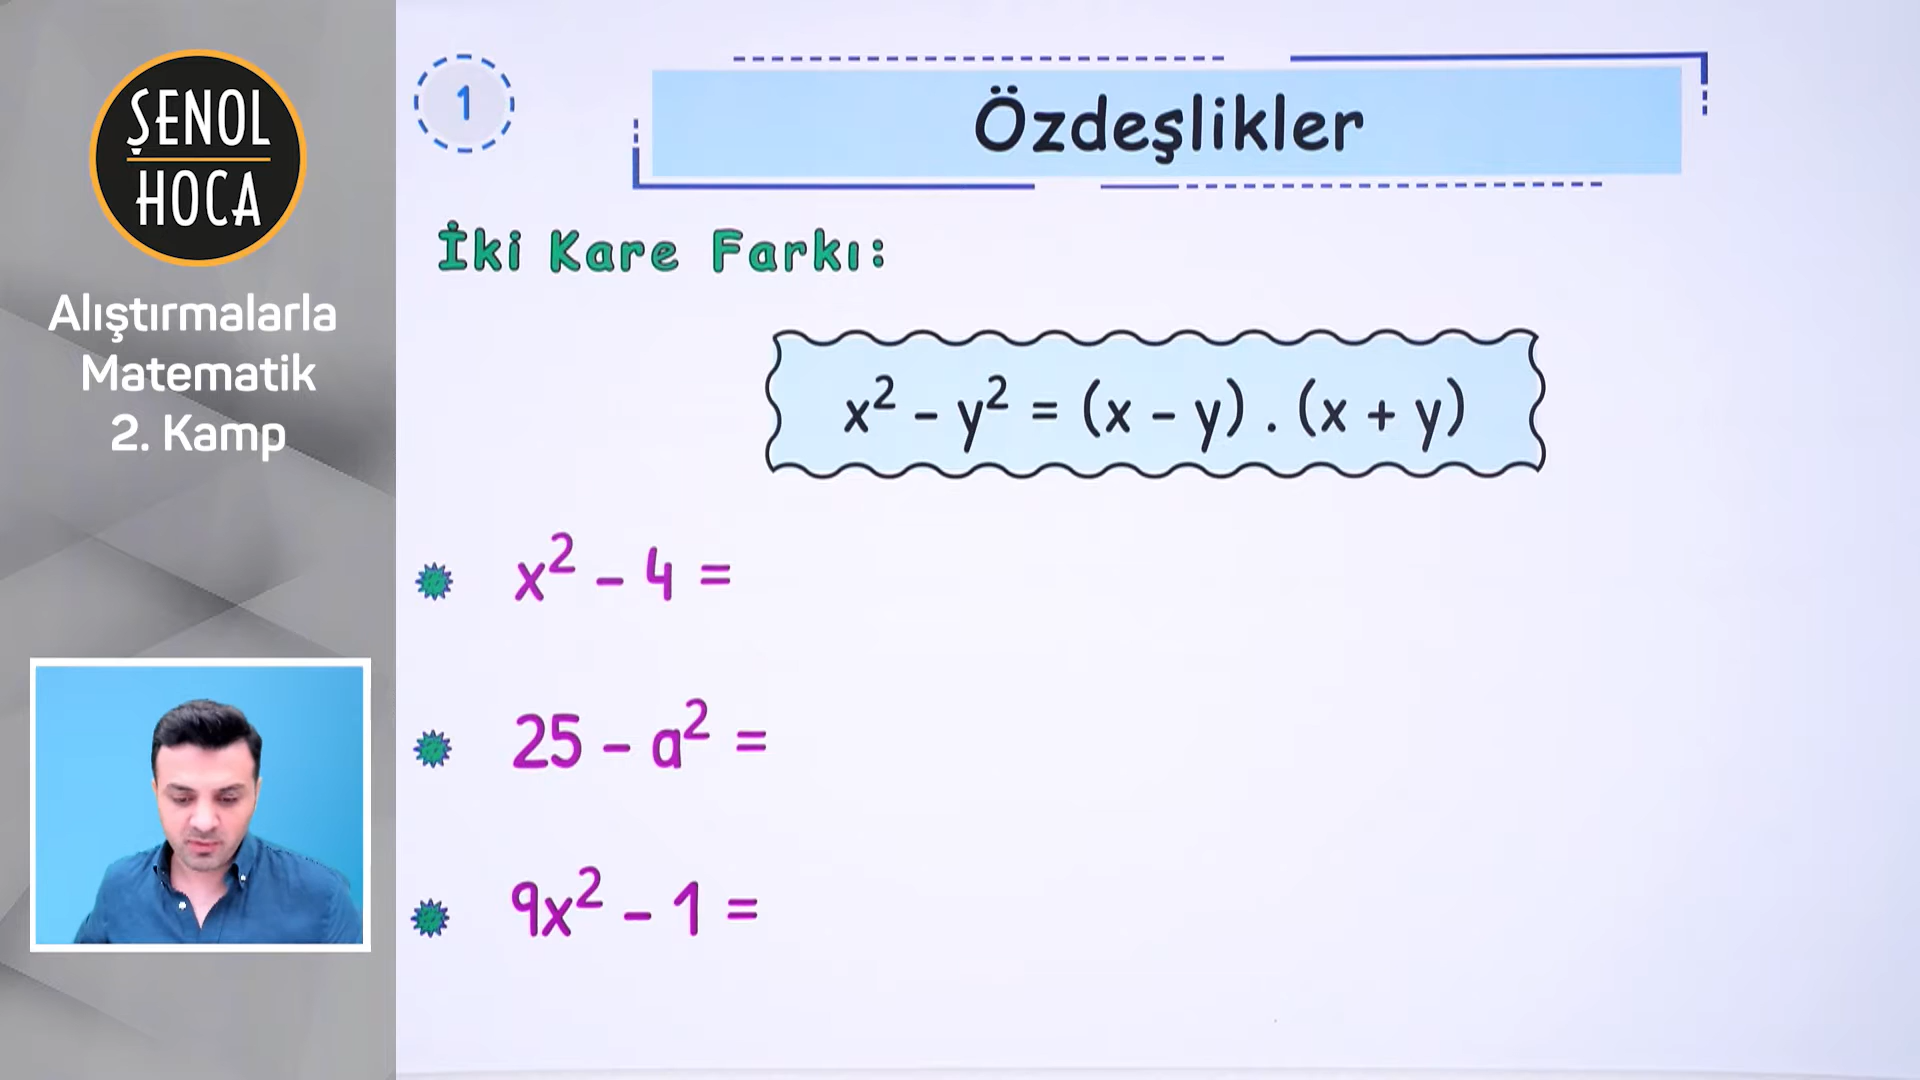 ŞENOL
HOCA
Alıştırmalarla
Matematik
2. Kamp
1
Özdeşlikler
İki Kare Farkı:
x² - y² = (x - y) . (x + y)
x² - 4 =
25 - a² =
9x² - 1 =